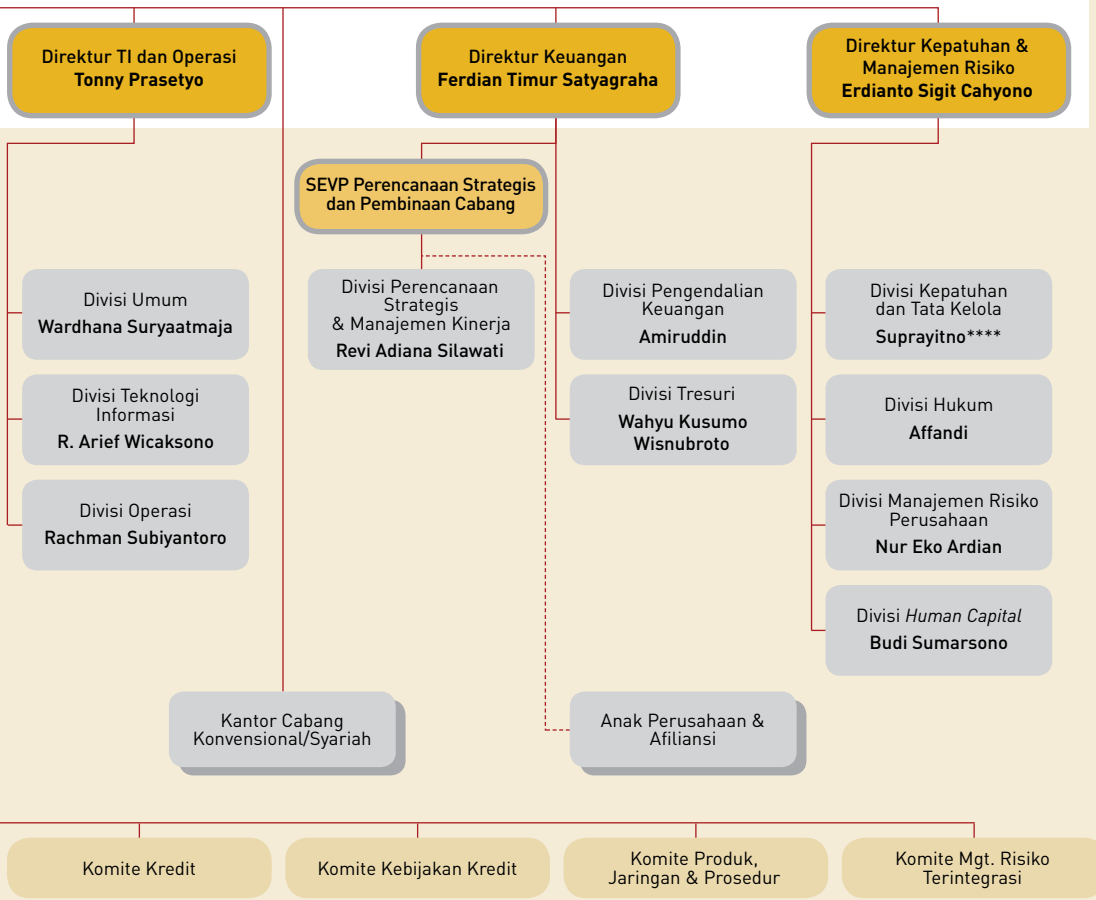 Direktur TI dan Operasi
Tonny Prasetyo
Direktur Keuangan
Ferdian Timur Satyagraha
Direktur Kepatuhan &
Manajemen Risiko
Erdianto Sigit Cahyono
SEVP Perencanaan Strategis
dan Pembinaan Cabang
Divisi Umum
Wardhana Suryaatmaja
Divisi Perencanaan
Strategis
& Manajemen Kinerja
Revi Adiana Silawati
Divisi Pengendalian
Keuangan
Amiruddin
Divisi Kepatuhan
dan Tata Kelola
Suprayitno****
Divisi Teknologi
Informasi
R. Arief Wicaksono
Divisi Tresuri
Wahyu Kusumo
Wisnubroto
Divisi Hukum
Affandi
Divisi Operasi
Rachman Subiyantoro
Divisi Manajemen Risiko
Perusahaan
Nur Eko Ardian
Divisi Human Capital
Budi Sumarsono
Kantor Cabang
Konvensional/Syariah
Anak Perusahaan &
Afiliansi
Komite Kredit
Komite Kebijakan Kredit
Komite Produk,
Jaringan & Prosedur
Komite Mgt. Risiko
Terintegrasi